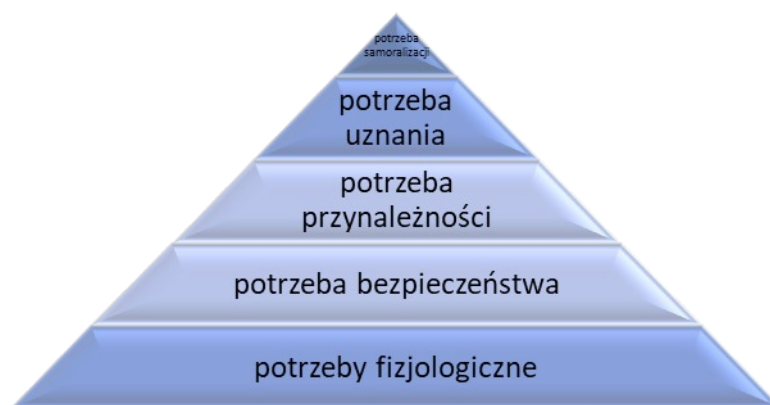 potrzeba
samoralizacji
potrzeba
uznania
potrzeba
przynależności
potrzeba bezpieczeństwa
potrzeby fizjologiczne